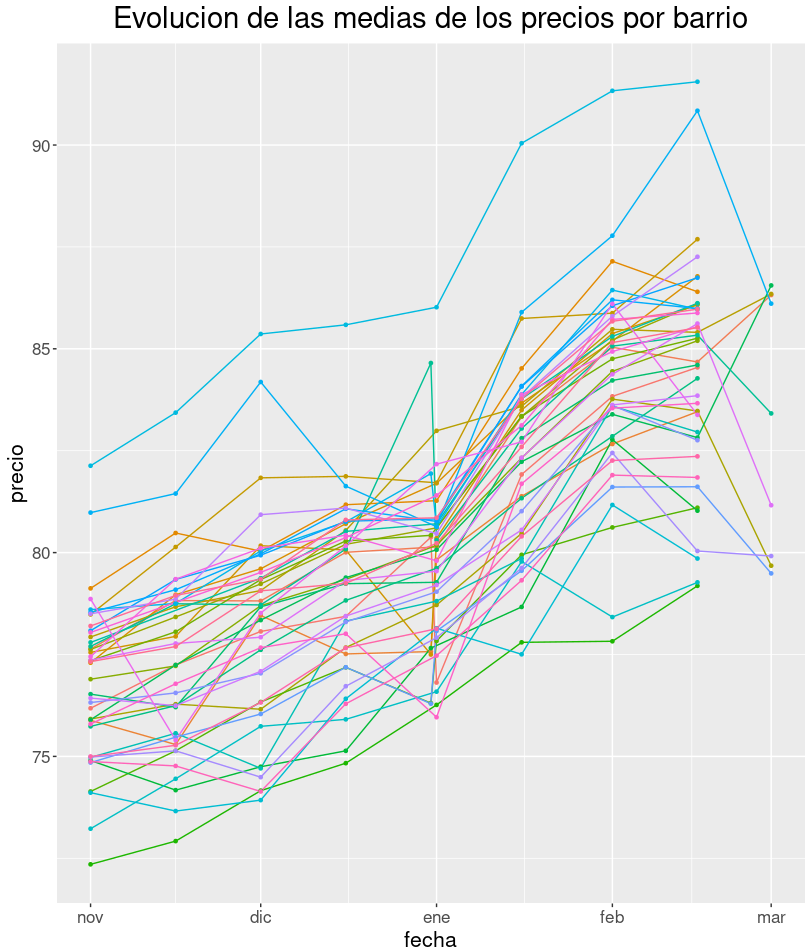 Evolucion de las medias de los precios por barrio
precio
90
85
80
75
nov dic ene feb mar
fecha